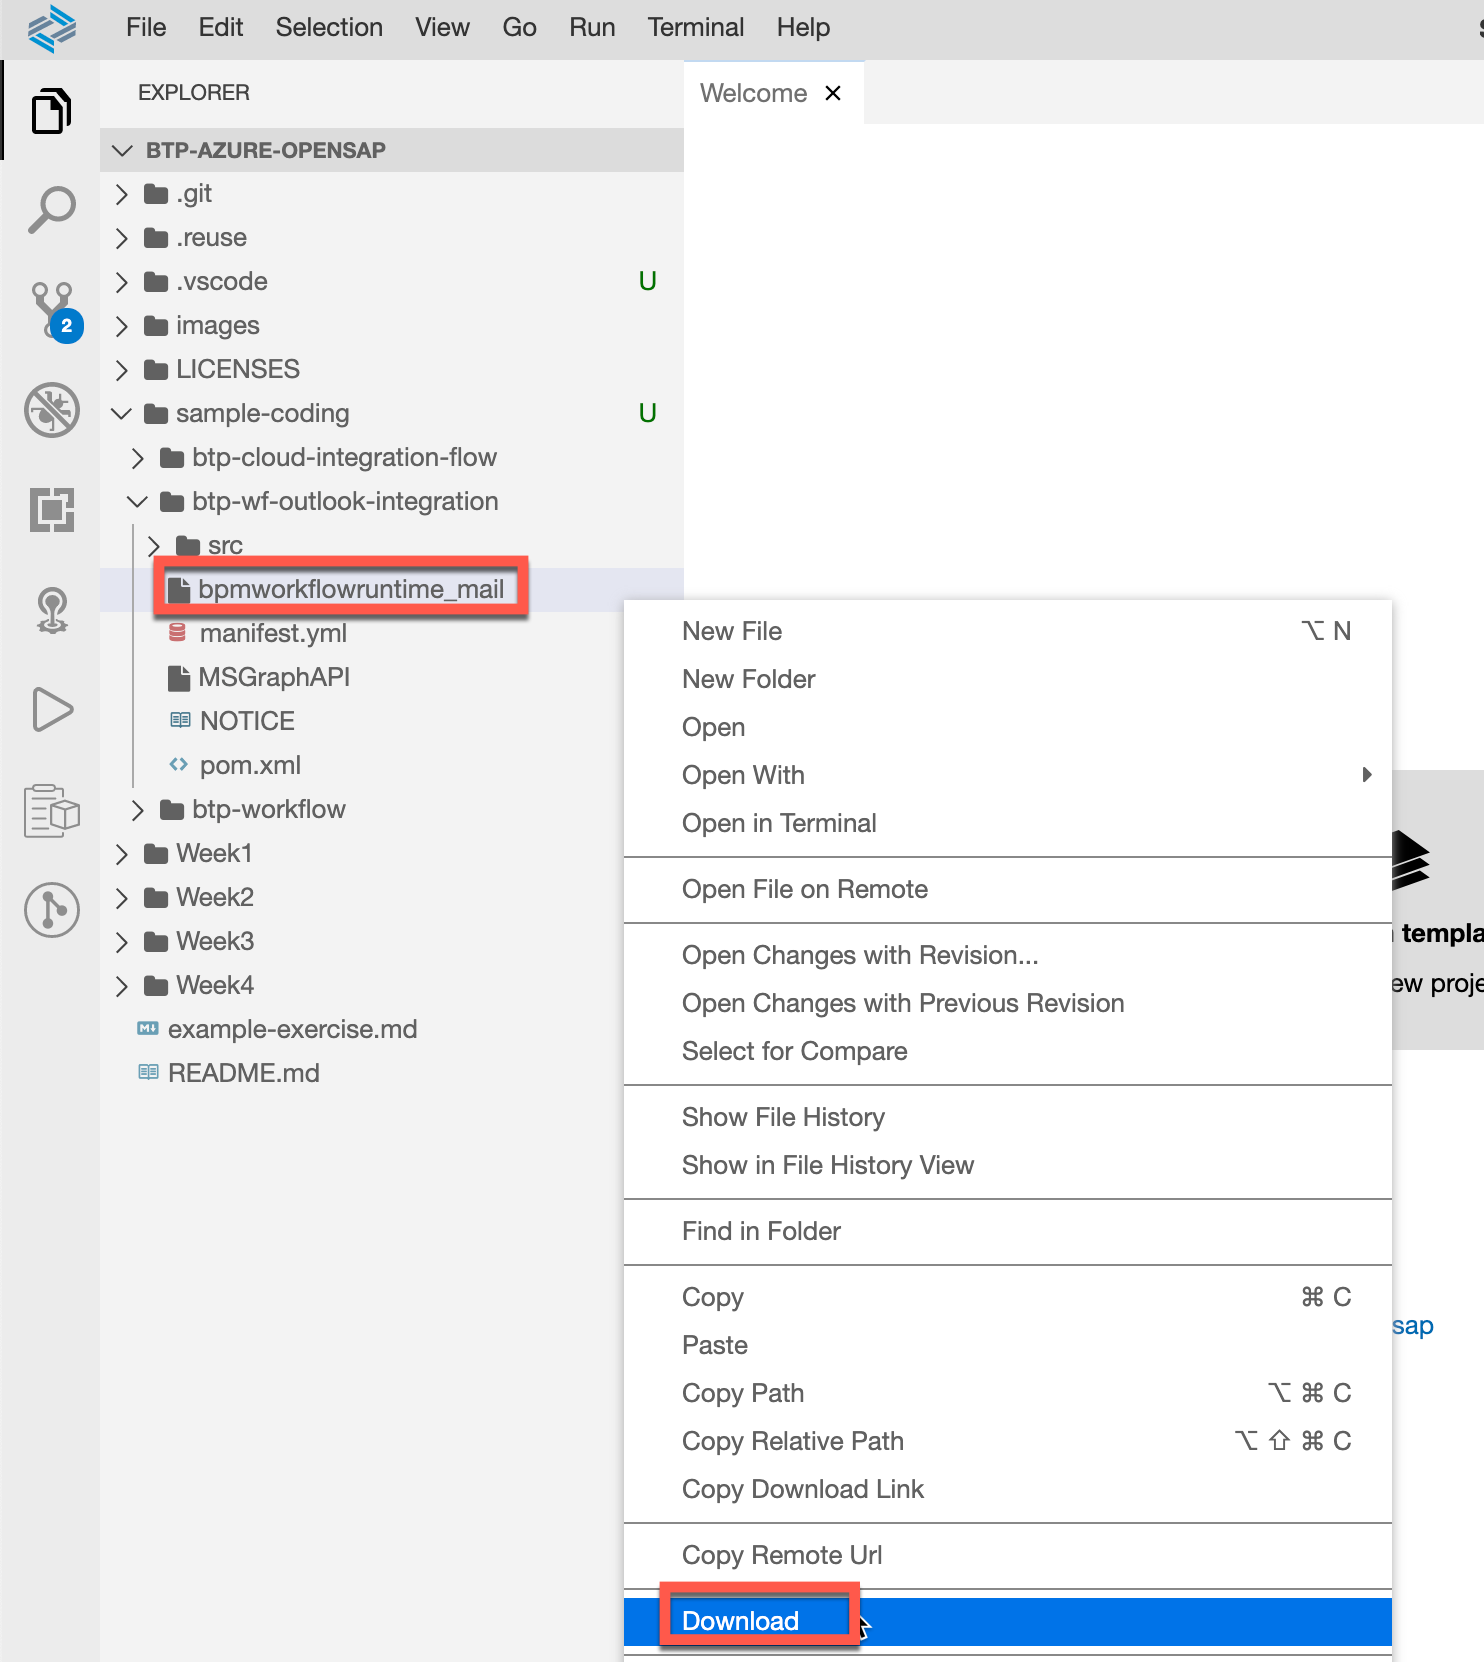 File Edit Selection View Go Run Terminal Help
EXPLORER
Welcome
BTP-AZURE-OPENSAP
.git
.reuse
.vscode U
images
2
LICENSES
sample-coding U
btp-cloud-integration-flow
btp-wf-outlook-integration
src
bpmworkflowruntime_mail
manifest.yml
MSGraphAPI
NOTICE
pom.xml
btp-workflow
Week1
Week2
Week3
Week4
example-exercise.md
README.md
New File ⌥ N
New Folder
Open
Open With
Open in Terminal
Open File on Remote
Open Changes with Revision...
Open Changes with Previous Revision
Select for Compare
Show File History
Show in File History View
Find in Folder
Copy ⌘ C
Paste
Copy Path ⌥ ⌘ C
Copy Relative Path ⌥ ⇧ ⌘ C
Copy Download Link
Copy Remote Url
Download
sap